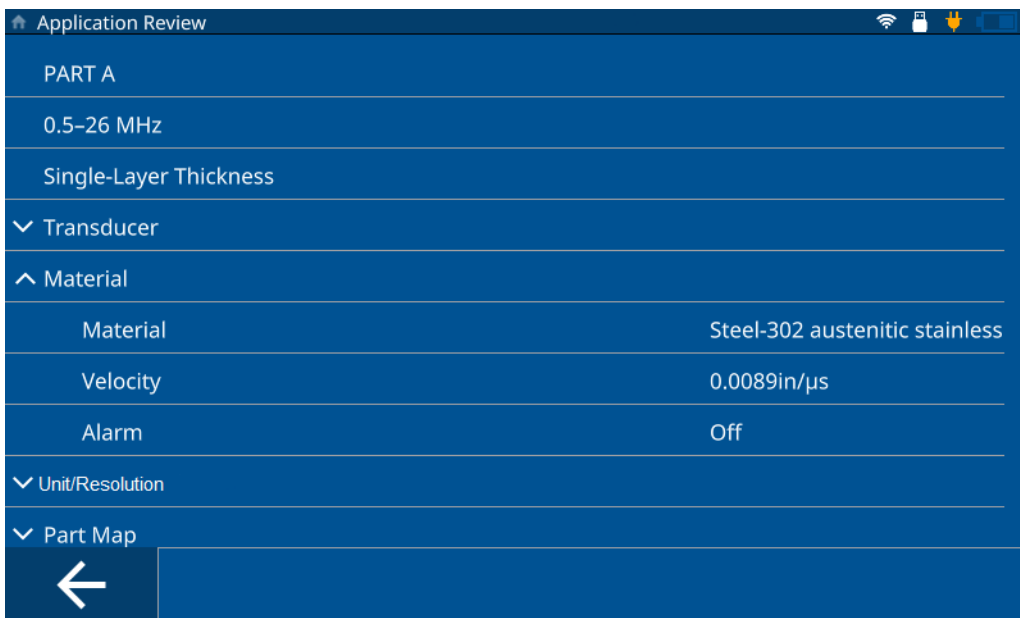 Application Review
PART A
0.5–26 MHz
Single-Layer Thickness
Transducer
Material
Material Steel-302 austenitic stainless
Velocity 0.0089in/µs
Alarm Off
Unit/Resolution
Part Map